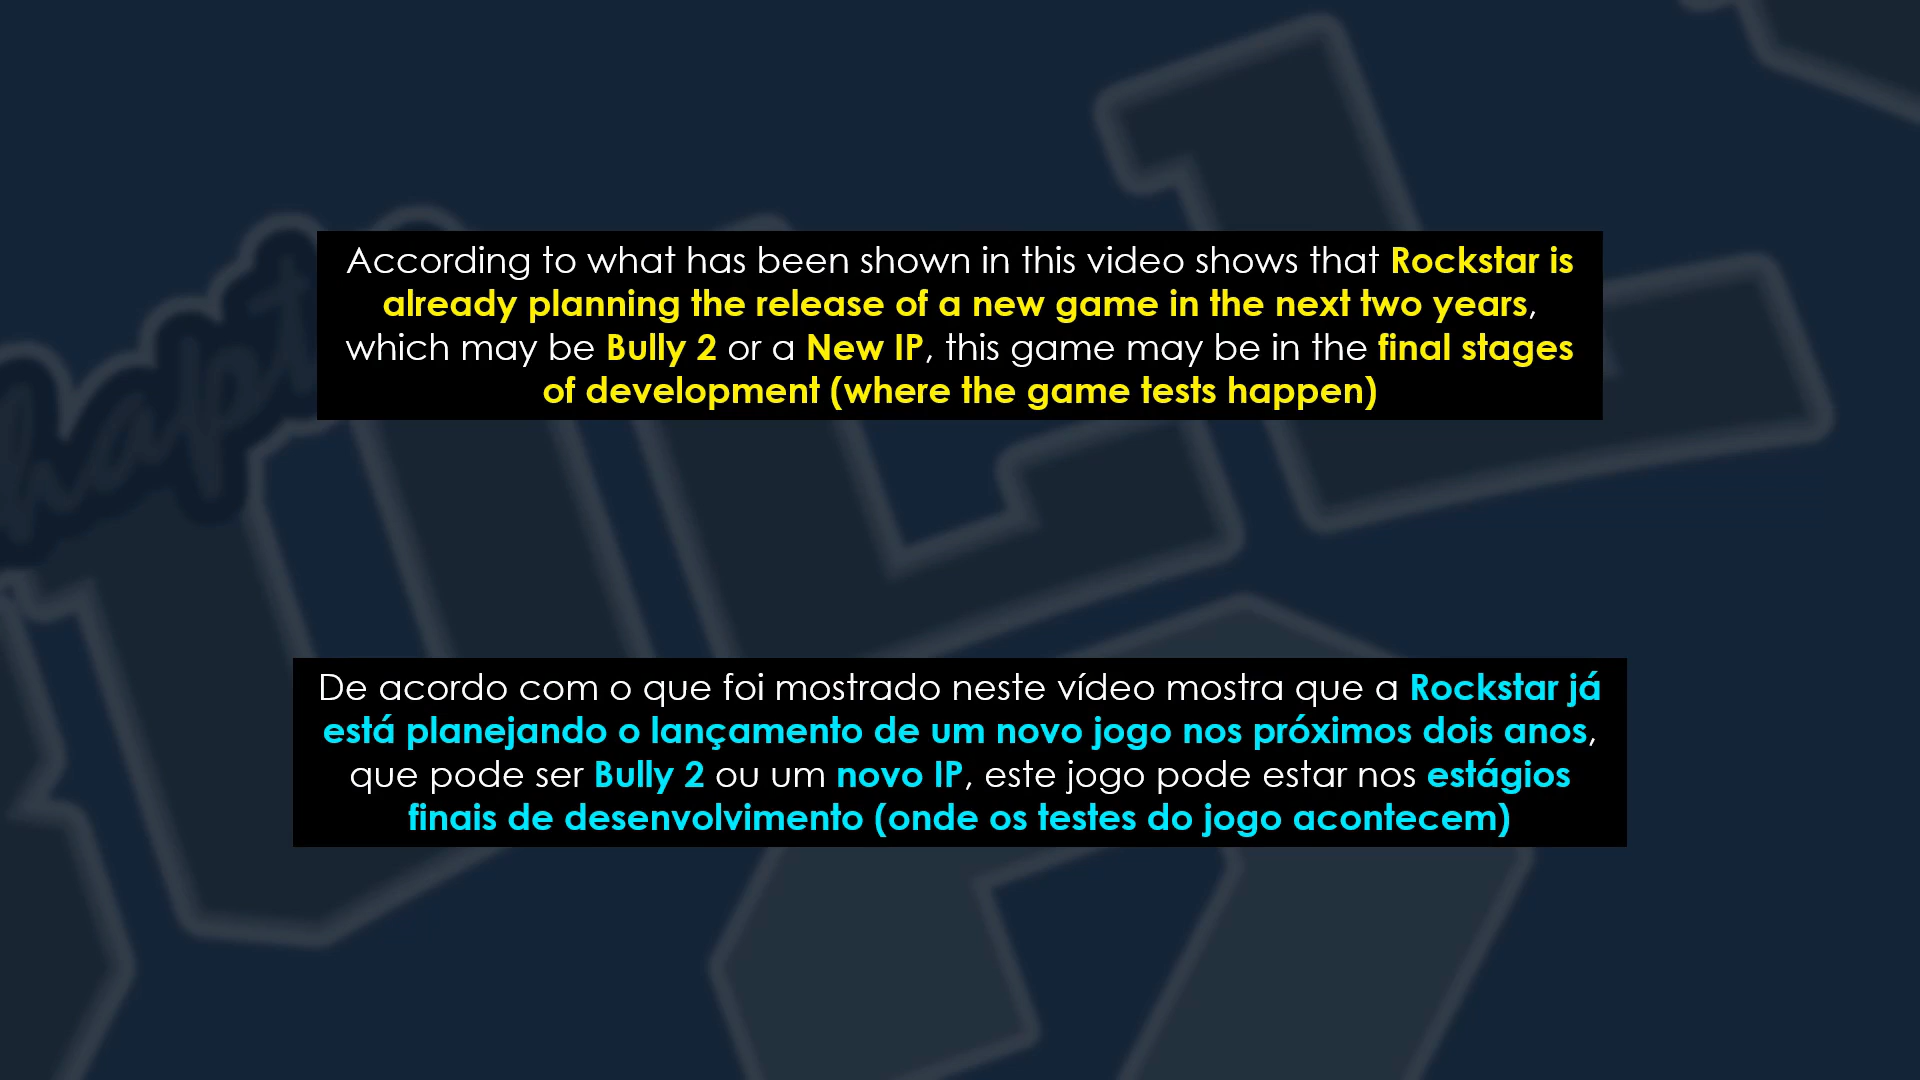 According to what has been shown in this video shows that Rockstar is
already planning the release of a new game in the next two years,
which may be Bully 2 or a New IP, this game may be in the final stages
of development (where the game tests happen)
hapt
De acordo com o que foi mostrado neste vídeo mostra que a Rockstar já
está planejando o lançamento de um novo jogo nos próximos dois anos,
que pode ser Bully 2 ou um novo IP, este jogo pode estar nos estágios
finais de desenvolvimento (onde os testes do jogo acontecem)